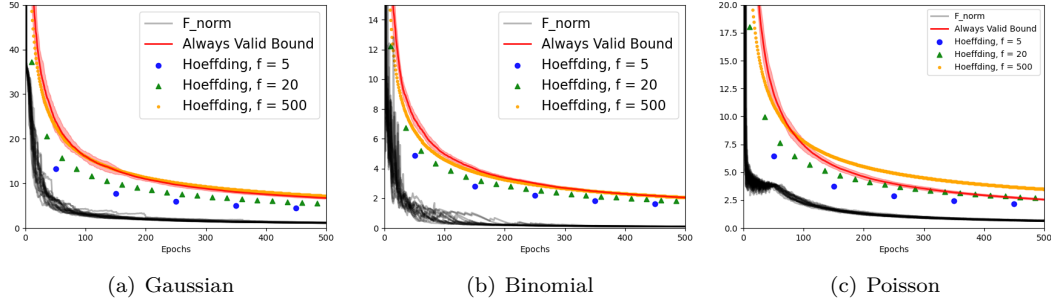 50
40
30
20
10
0
0
100
200
300
400
500
Epochs
F_norm
Always Valid Bound
Hoeffding, f = 5
Hoeffding, f = 20
Hoeffding, f = 500
(a) Gaussian
14
12
10
8
6
4
2
0
0
100
200
300
400
500
Epochs
F_norm
Always Valid Bound
Hoeffding, f = 5
Hoeffding, f = 20
Hoeffding, f = 500
(b) Binomial
20.0
17.5
15.0
12.5
10.0
7.5
5.0
2.5
0.0
0
100
200
300
400
500
Epochs
F_norm
Always Valid Bound
Hoeffding, f = 5
Hoeffding, f = 20
Hoeffding, f = 500
(c) Poisson